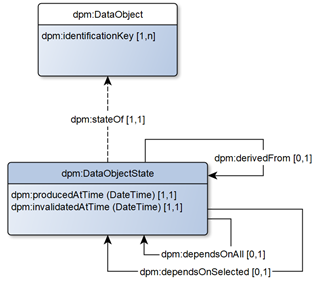 dpm:DataObject
dpm:identificationKey [1,n]
dpm:stateOf [1,1]
dpm:derivedFrom [0,1]
dpm:DataObjectState
dpm:producedAtTime (DateTime) [1,1]
dpm:invalidatedAtTime (DateTime) [1,1]
dpm:dependsOnAll [0,1]
dpm:dependsOnSelected [0,1]